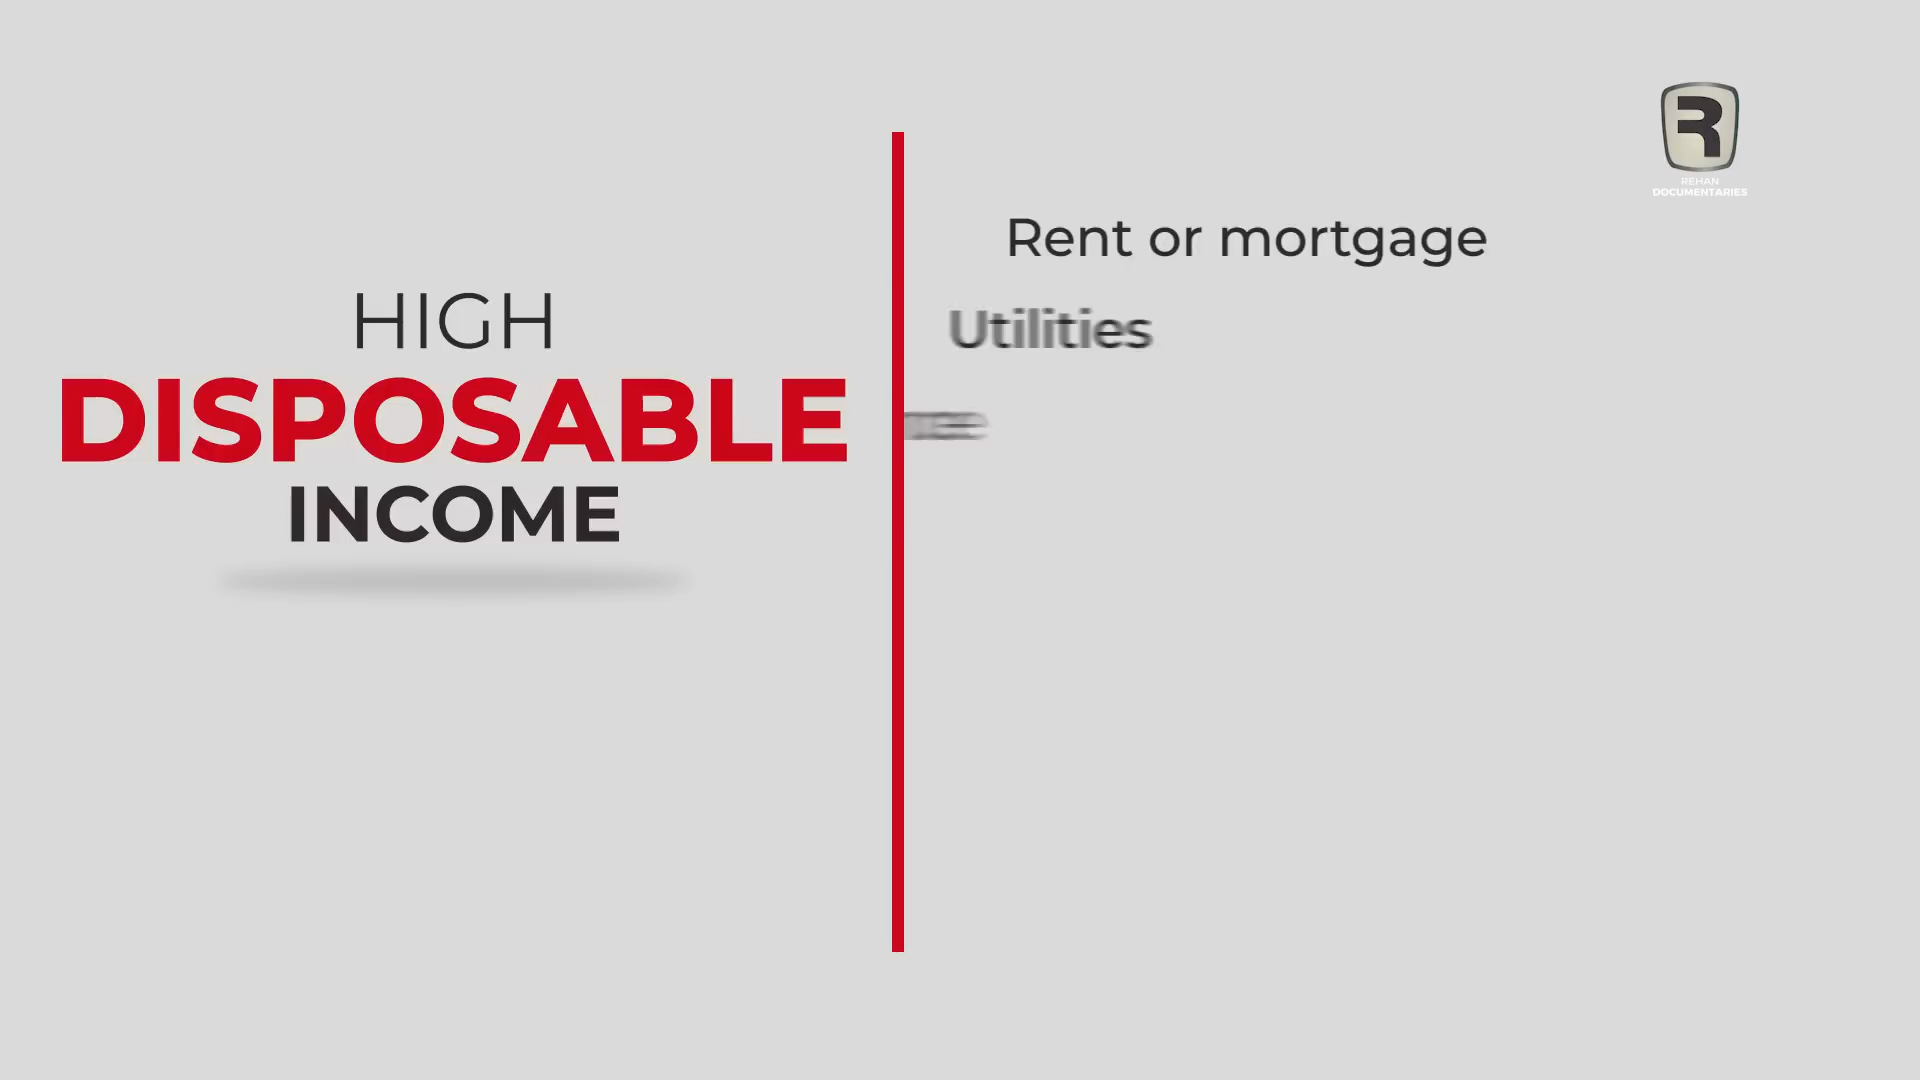 HIGH
DISPOSABLE
INCOME
Rent or mortgage
Utilities
R
REHAN
DOCUMENTARIES